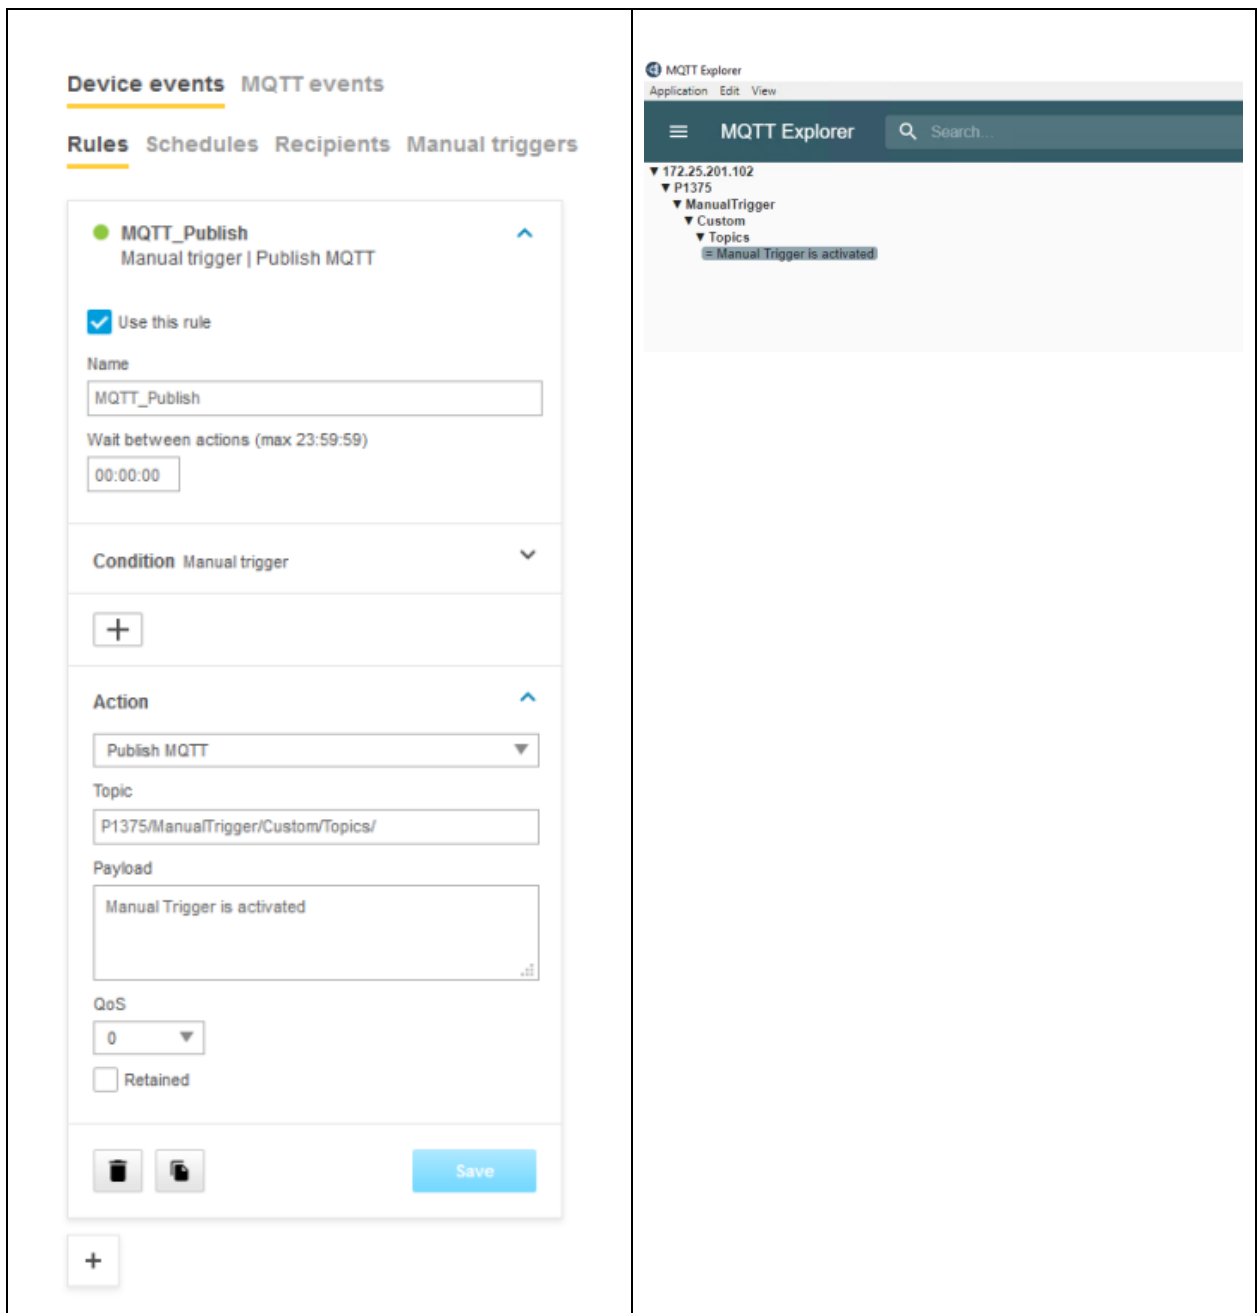 Device events MQTT events
Rules Schedules Recipients Manual triggers
MQTT_Publish
Manual trigger | Publish MQTT
Use this rule
Name
MQTT_Publish
Wait between actions (max 23:59:59)
00:00:00
Condition Manual trigger
Action
Publish MQTT
Topic
P1375/ManualTrigger/Custom/Topics/
Payload
Manual Trigger is activated
QoS
0
Retained
Save
MQTT Explorer
Application Edit View
MQTT Explorer Search...
172.25.201.102
P1375
ManualTrigger
Custom
Topics
= Manual Trigger is activated